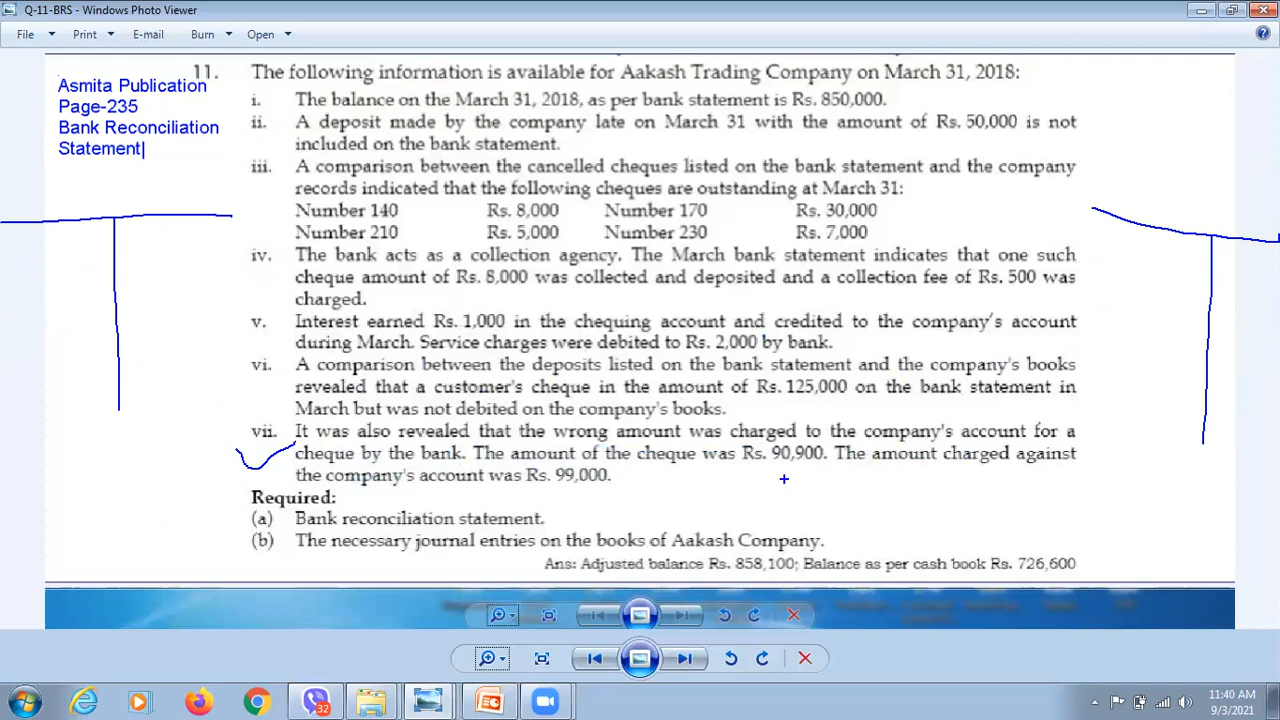 Q-11-BRS - Windows Photo Viewer
File Print E-mail Burn Open
Asmita Publication
Page-235
Bank Reconciliation
Statement
11. The following information is available for Aakash Trading Company on March 31, 2018:
i. The balance on the March 31, 2018, as per bank statement is Rs. 850,000.
ii. A deposit made by the company late on March 31 with the amount of Rs. 50,000 is not
included on the bank statement.
iii. A comparison between the cancelled cheques listed on the bank statement and the company
records indicated that the following cheques are outstanding at March 31:
Number 140 Rs. 8,000 Number 170 Rs. 30,000
Number 210 Rs. 5,000 Number 230 Rs. 7,000
iv. The bank acts as a collection agency. The March bank statement indicates that one such
cheque amount of Rs. 8,000 was collected and deposited and a collection fee of Rs. 500 was
charged.
v. Interest earned Rs. 1,000 in the chequing account and credited to the company's account
during March. Service charges were debited to Rs. 2,000 by bank.
vi. A comparison between the deposits listed on the bank statement and the company's books
revealed that a customer's cheque in the amount of Rs. 125,000 on the bank statement in
March but was not debited on the company's books.
vii. It was also revealed that the wrong amount was charged to the company's account for a
cheque by the bank. The amount of the cheque was Rs. 90,900. The amount charged against
the company's account was Rs. 99,000.
Required:
(a) Bank reconciliation statement.
(b) The necessary journal entries on the books of Aakash Company.
Ans: Adjusted balance Rs. 858,100; Balance as per cash book Rs. 726,600
32
11:40 AM
9/3/2021